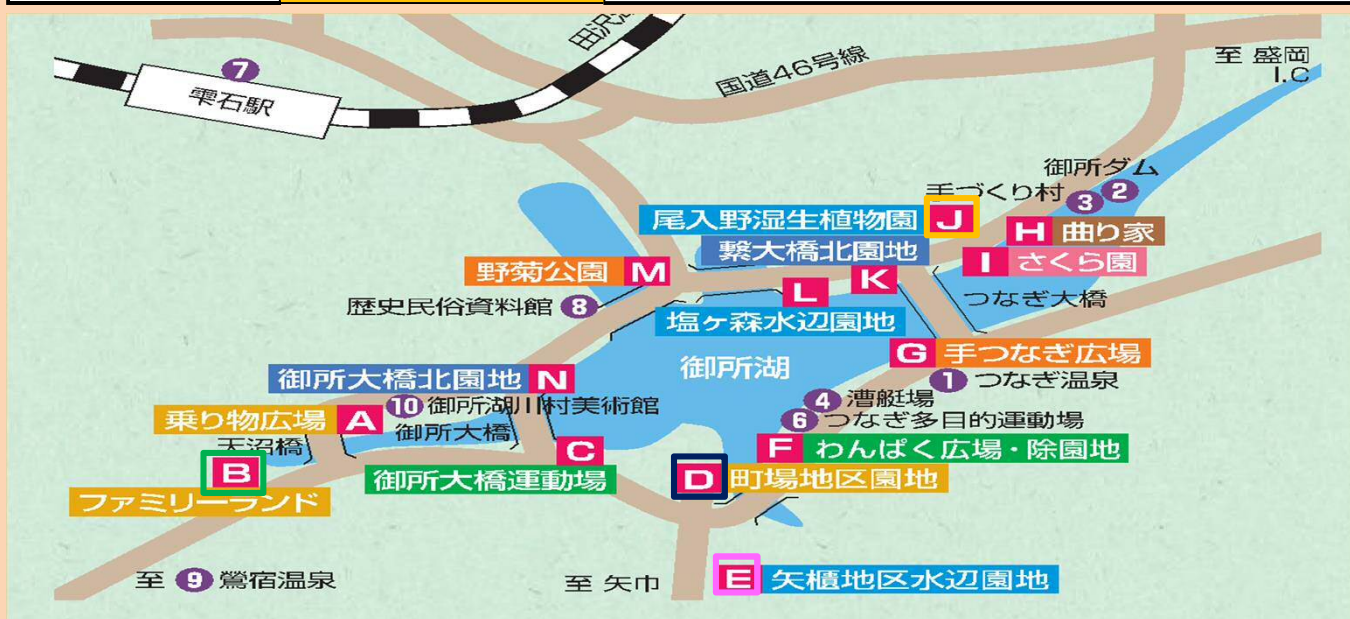 田沢湖
国道46号線
至 盛岡
I.C
7
雫石駅
御所ダム
手づくり村 3 2
尾入野湿生植物園 J
H 曲り家
繋大橋北園地
I さくら園
野菊公園 M
K
L
つなぎ大橋
歴史民俗資料館 8
塩ヶ森水辺園地
G 手つなぎ広場
御所湖
御所大橋北園地 N
1 つなぎ温泉
10 御所湖川村美術館
4 漕艇場
乗り物広場 A
6 つなぎ多目的運動場
御所大橋
天沼橋
C
F わんぱく広場・除園地
B
御所大橋運動場
D 町場地区園地
ファミリーランド
至 9 鶯宿温泉
至 矢巾
E 矢櫃地区水辺園地